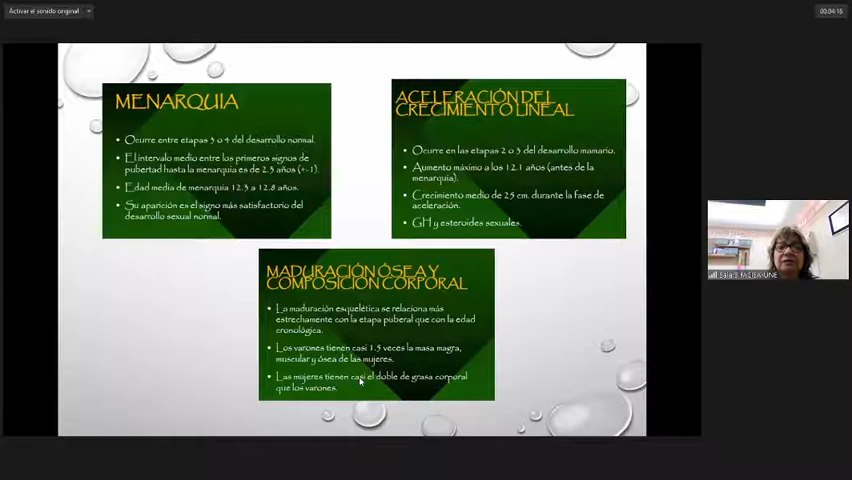 Activar el sonido original
00:04:16
MENARQUIA
• Ocurre entre etapas 3 o 4 del desarrollo normal.
• El intervalo medio entre los primeros signos de
pubertad hasta la menarquia es de 2.3 años (+-1).
• Edad media de menarquia 12.3 a 12.8 años.
• Su aparición es el signo más satisfactorio del
desarrollo sexual normal.
ACELERACIÓN DEL
CRECIMIENTO LINEAL
• Ocurre en las etapas 2 o 3 del desarrollo mamario.
• Aumento máximo a los 12.1 años (antes de la
menarquia).
• Crecimiento medio de 25 cm. durante la fase de
aceleración.
• GH y esteroides sexuales.
MADURACIÓN ÓSEA Y
COMPOSICIÓN CORPORAL
• La maduración esquelética se relaciona más
estrechamente con la etapa puberal que con la edad
cronológica.
• Los varones tienen casi 1.5 veces la masa magra,
muscular y ósea de las mujeres.
• Las mujeres tienen casi el doble de grasa corporal
que los varones.